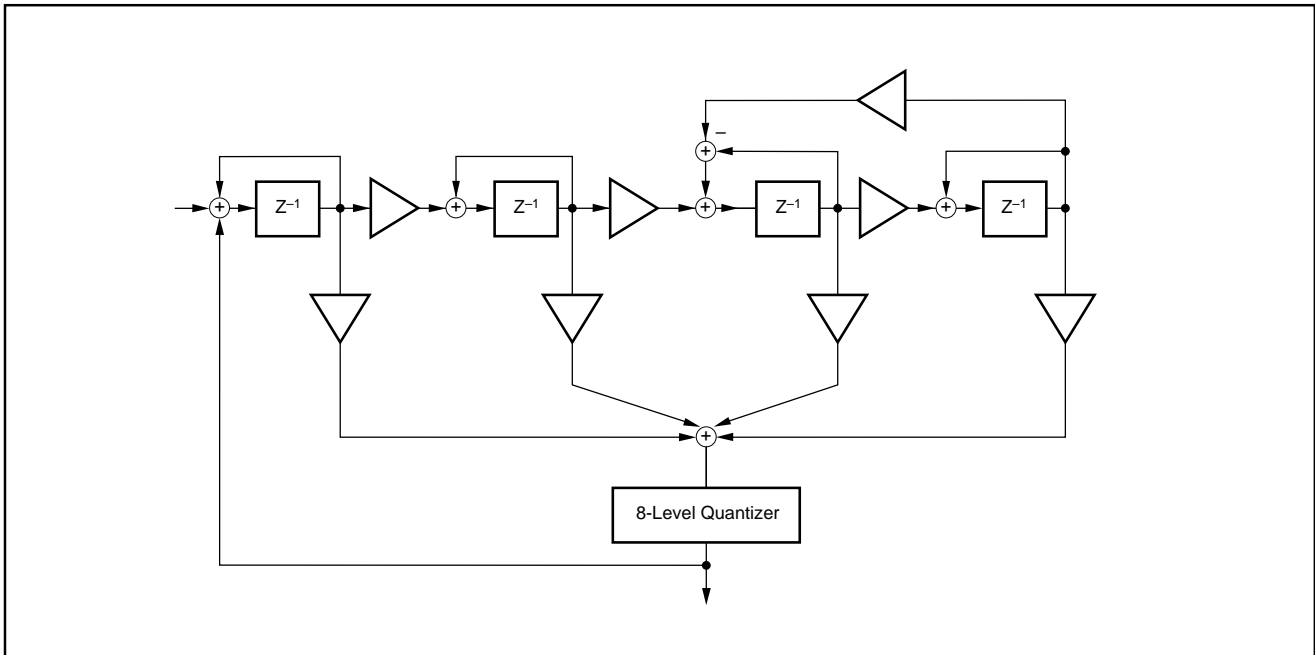 –
+
+
Z⁻¹
+
Z⁻¹
+
Z⁻¹
+
Z⁻¹
+
8-Level Quantizer